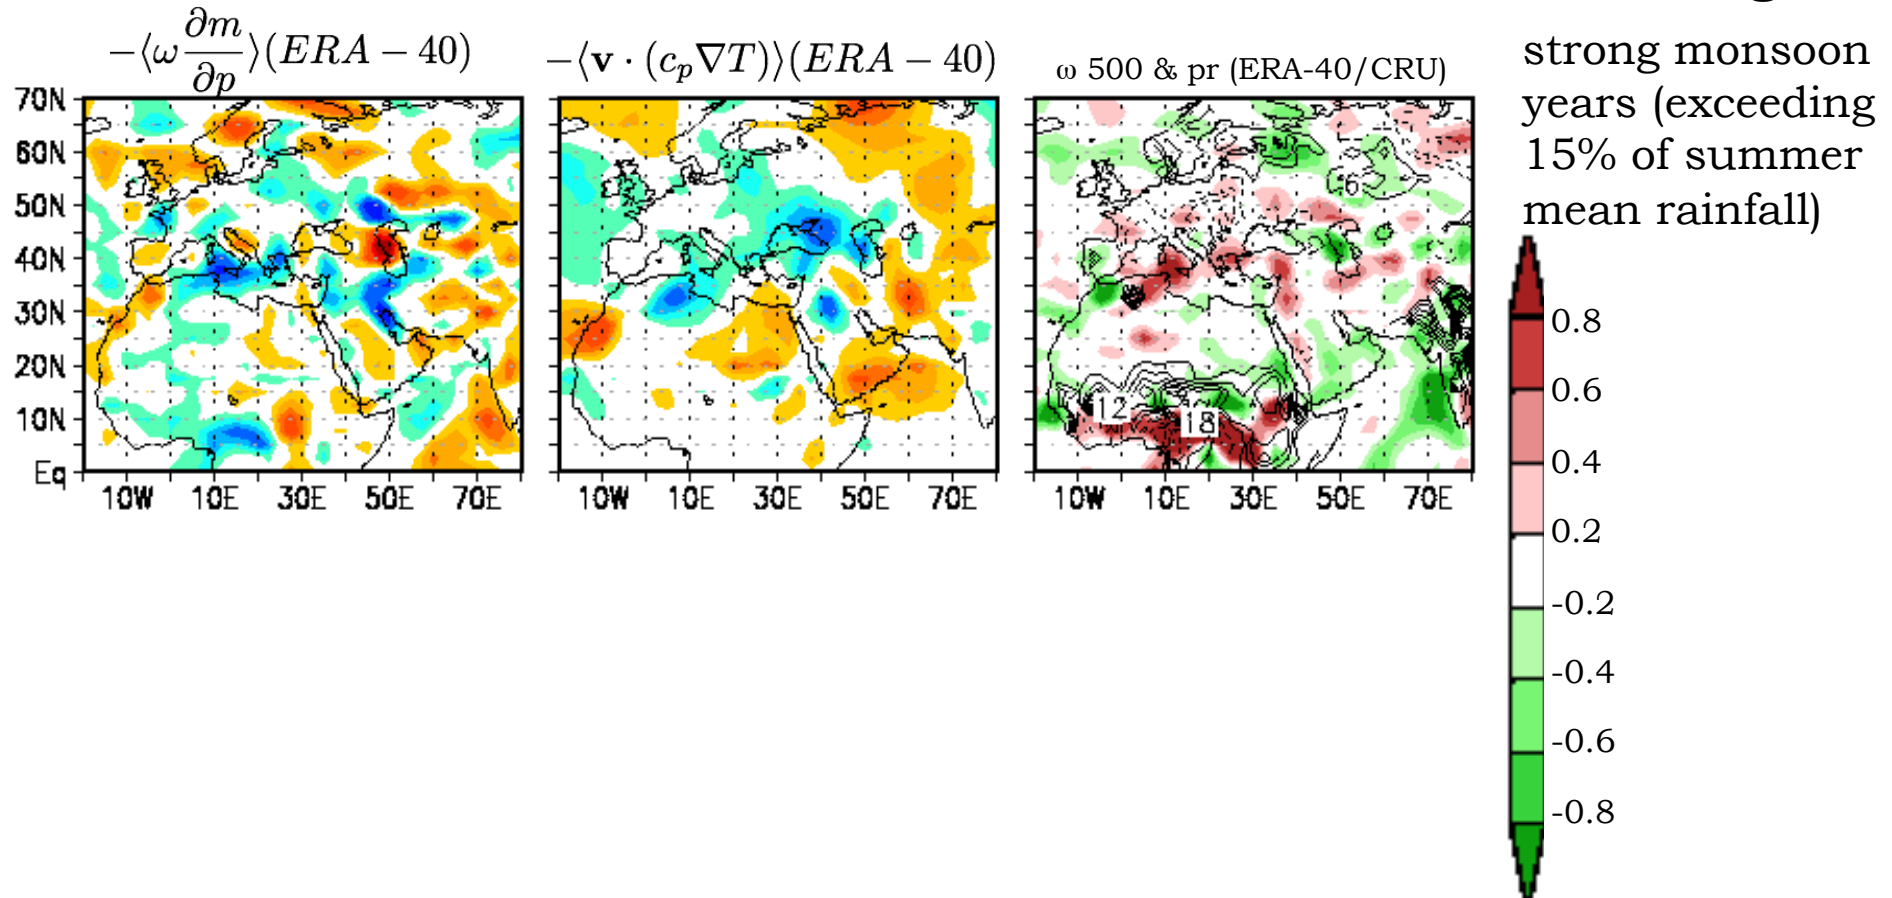 −⟨ω ∂m/∂p⟩(ERA − 40)
−⟨v · (c_p∇T)⟩(ERA − 40)
ω 500 & pr (ERA-40/CRU)
strong monsoon
years (exceeding
15% of summer
mean rainfall)
70N
60N
50N
40N
30N
20N
10N
Eq
10W 10E 30E 50E 70E
10W 10E 30E 50E 70E
6
12
18
10W 10E 30E 50E 70E
0.8
0.6
0.4
0.2
-0.2
-0.4
-0.6
-0.8